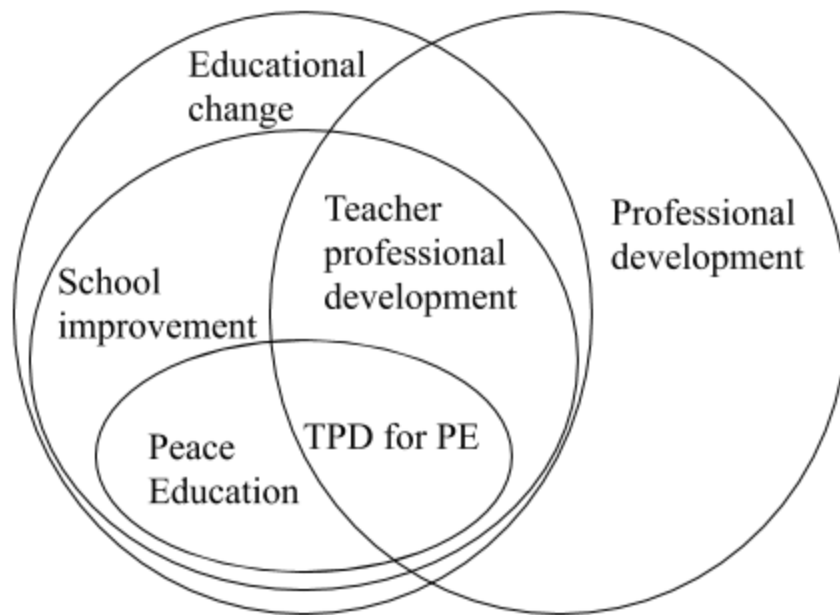 Educational
change
Teacher
professional
development
Professional
development
School
improvement
TPD for PE
Peace
Education